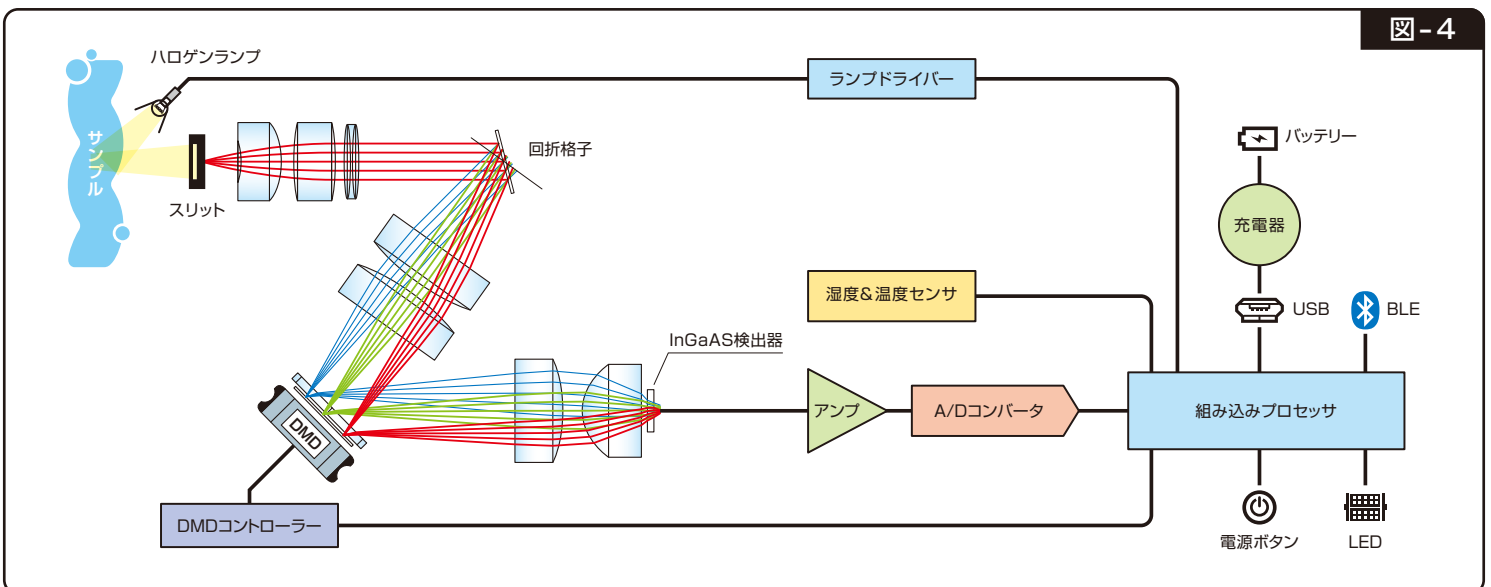 図-4
ハロゲンランプ
ランプドライバー
サンプル
スリット
回折格子
バッテリー
充電器
湿度&温度センサ
USB
BLE
InGaAS検出器
アンプ
A/Dコンバータ
組み込みプロセッサ
DMD
DMDコントローラー
電源ボタン
LED